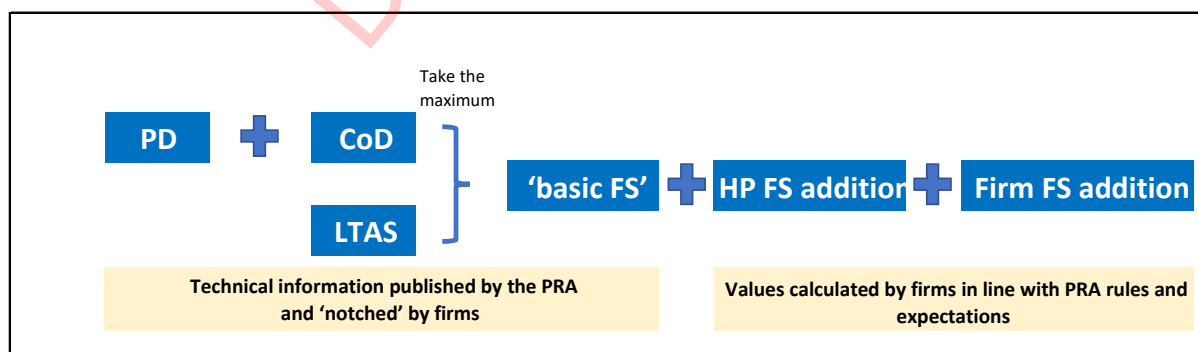 Take the
maximum
PD
CoD
LTAS
‘basic FS’
HP FS addition
Firm FS addition
Technical information published by the PRA
and ‘notched’ by firms
Values calculated by firms in line with PRA rules and
expectations